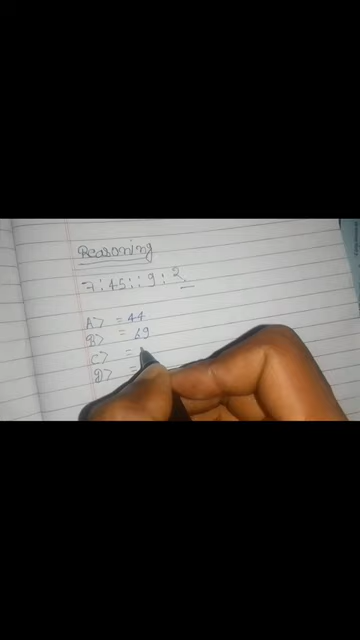 Reasoning
7:45::9:?
A> = 44
B> = 69
C> =
D> =